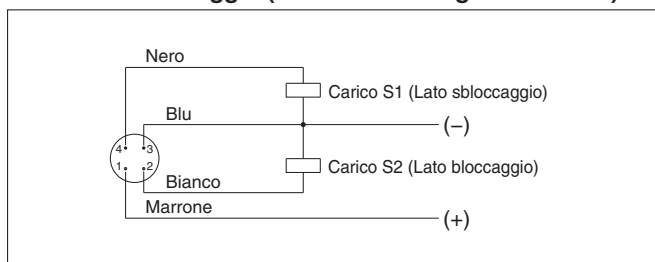 Nero
Carico S1 (Lato sbloccaggio)
Blu
(–)
4 3
1 2
Carico S2 (Lato bloccaggio)
Bianco
Marrone
(+)